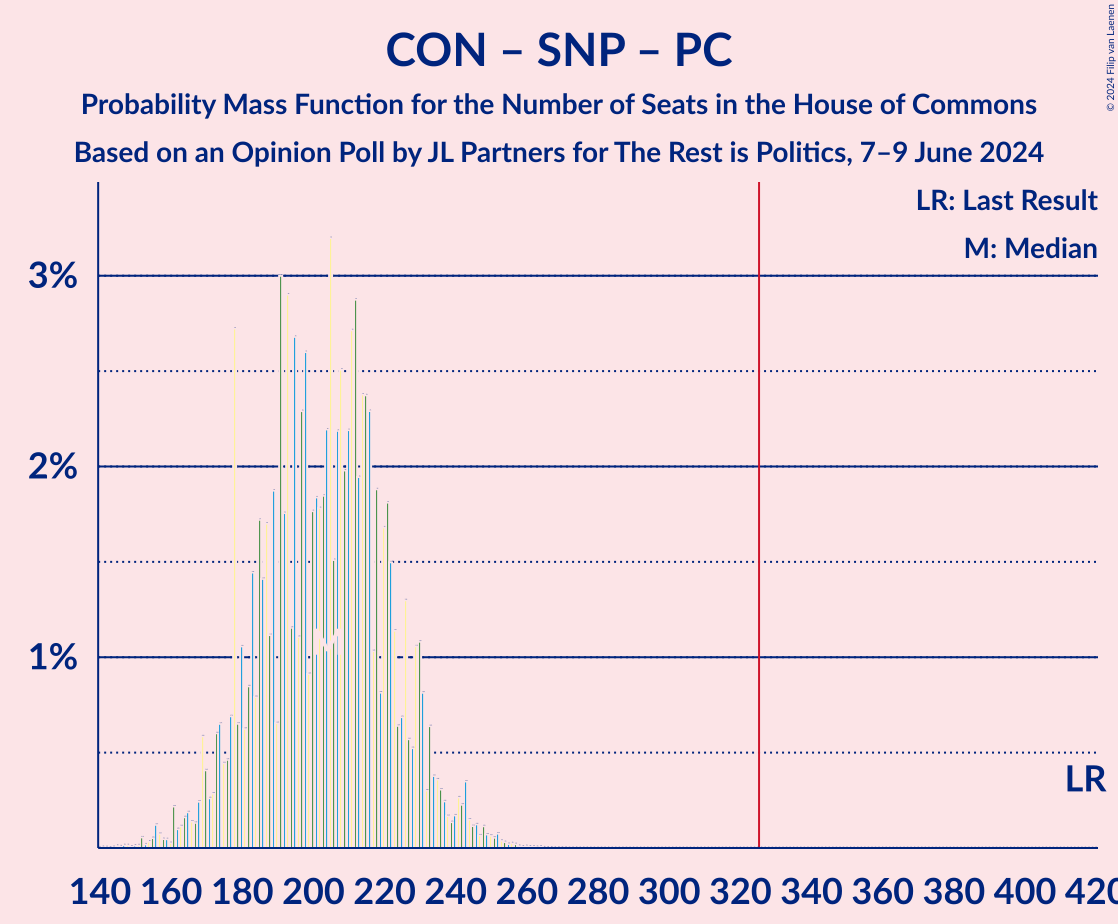 CON – SNP – PC
Probability Mass Function for the Number of Seats in the House of Commons
Based on an Opinion Poll by JL Partners for The Rest is Politics, 7–9 June 2024
© 2024 Filip van Laenen
LR: Last Result
M: Median
3%
2%
1%
LR
140 160 180 200 220 240 260 280 300 320 340 360 380 400 420